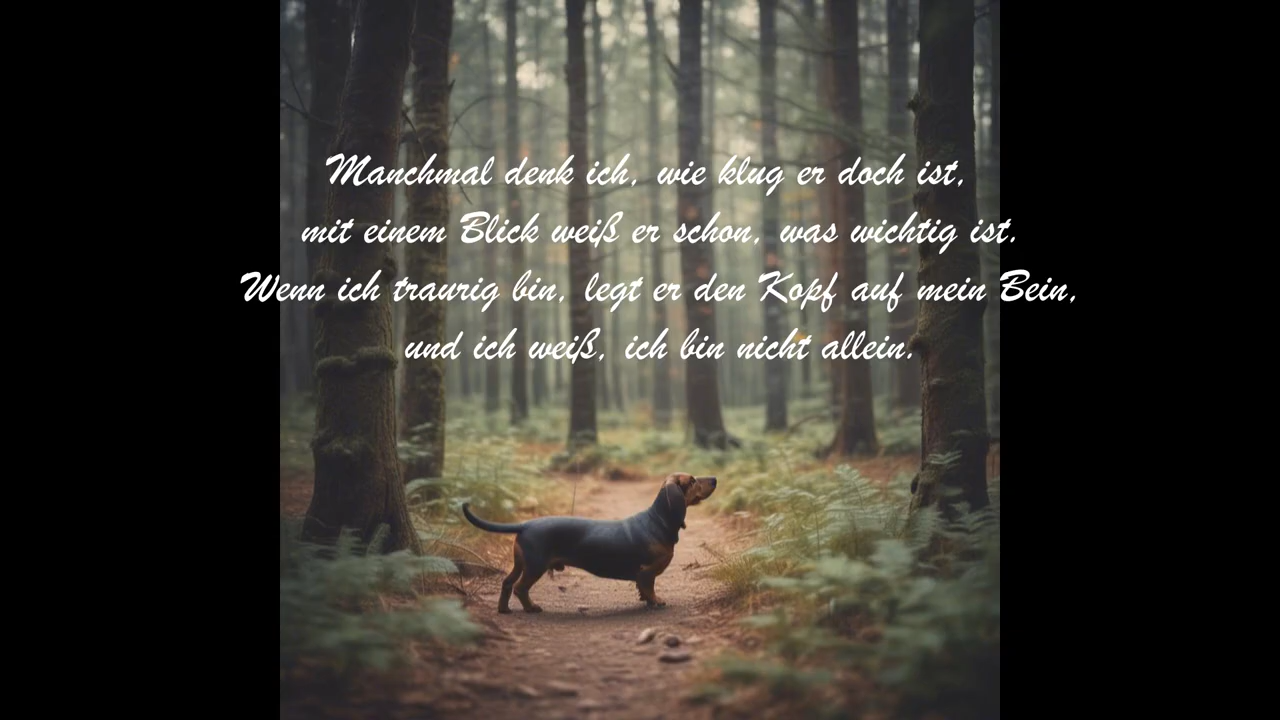 Manchmal denk ich, wie klug er doch ist,
mit einem Blick weiß er schon, was wichtig ist.
Wenn ich traurig bin, legt er den Kopf auf mein Bein,
und ich weiß, ich bin nicht allein.